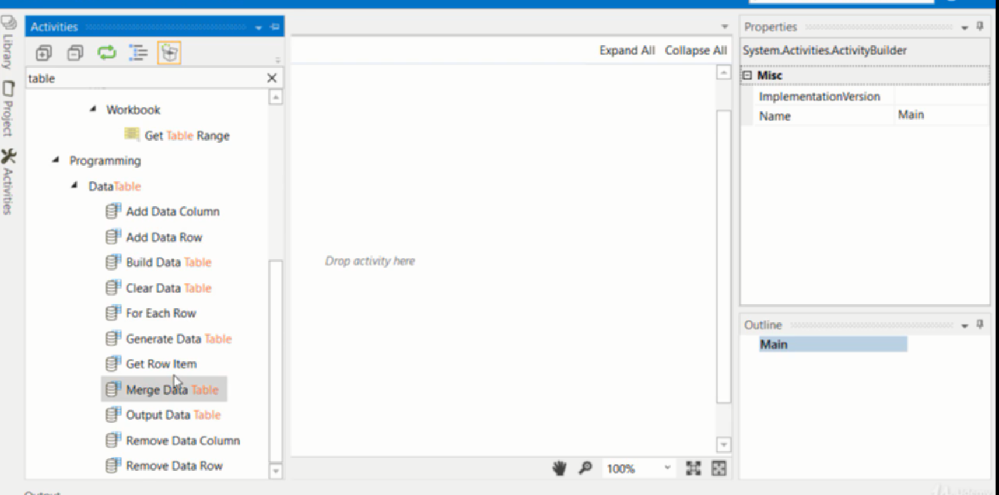 Library
Project
Activities
Activities
table
Workbook
Get Table Range
Programming
DataTable
Add Data Column
Add Data Row
Build Data Table
Clear Data Table
For Each Row
Generate Data Table
Get Row Item
Merge Data Table
Output Data Table
Remove Data Column
Remove Data Row
Expand All Collapse All
Drop activity here
100%
Properties
System.Activities.ActivityBuilder
Misc
ImplementationVersion
Name Main
Outline
Main
Output